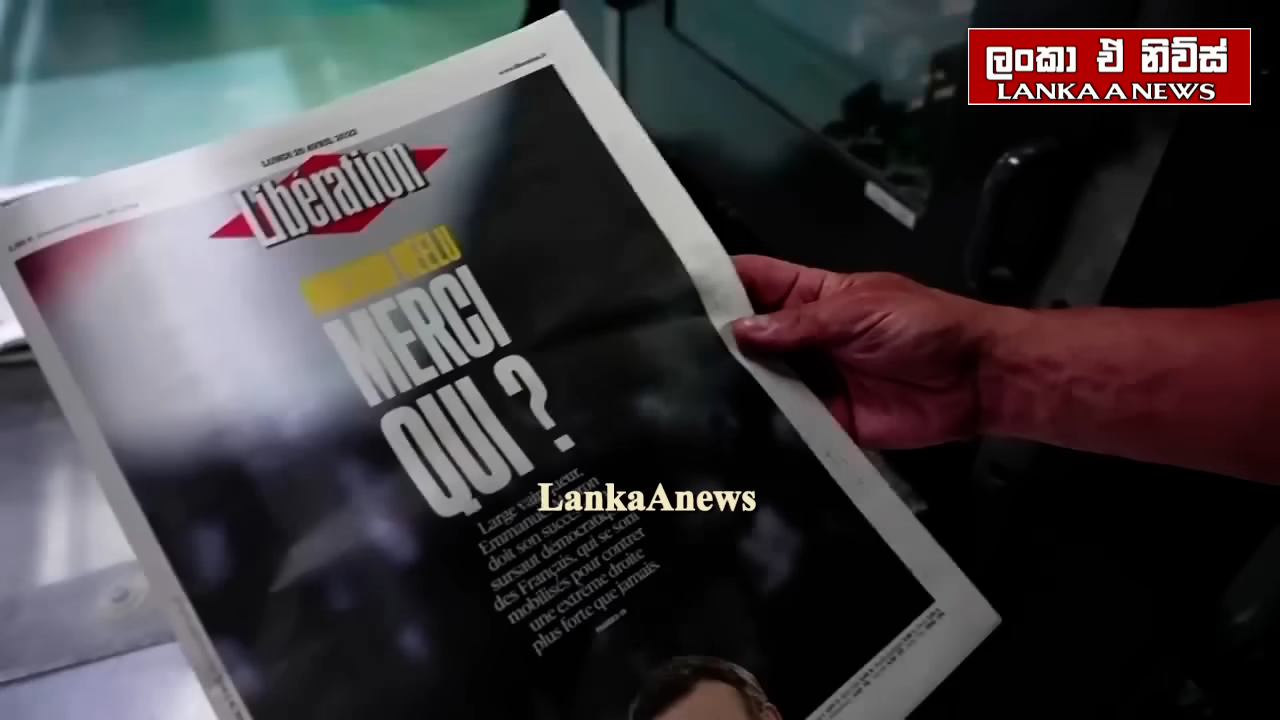 ලංකා ඒ නිව්ස්
LANKA A NEWS
LUNDI 25 AVRIL 2022
Libération
RÉÉLU
MERCI
QUI ?
Large vainqueur,
Emmanuel
doit son succès
sursaut démocratique
des Français, qui se sont
mobilisés pour contrer
une extrême droite
plus forte que jamais.
LankaAnews